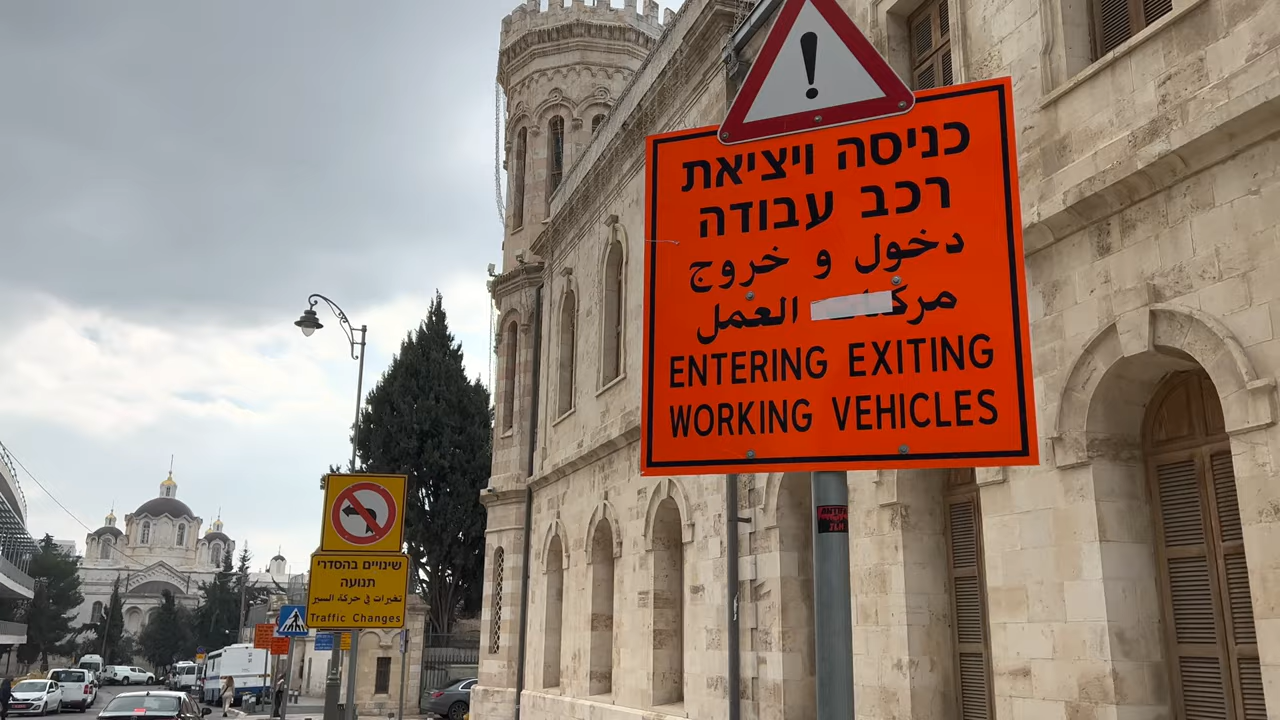 כניסה ויציאת
רכב עבודה
دخول و خروج
العمل
ENTERING EXITING
WORKING VEHICLES
שינויים בהסדרי
תנועה
تغيرات في حركة السير
Traffic Changes